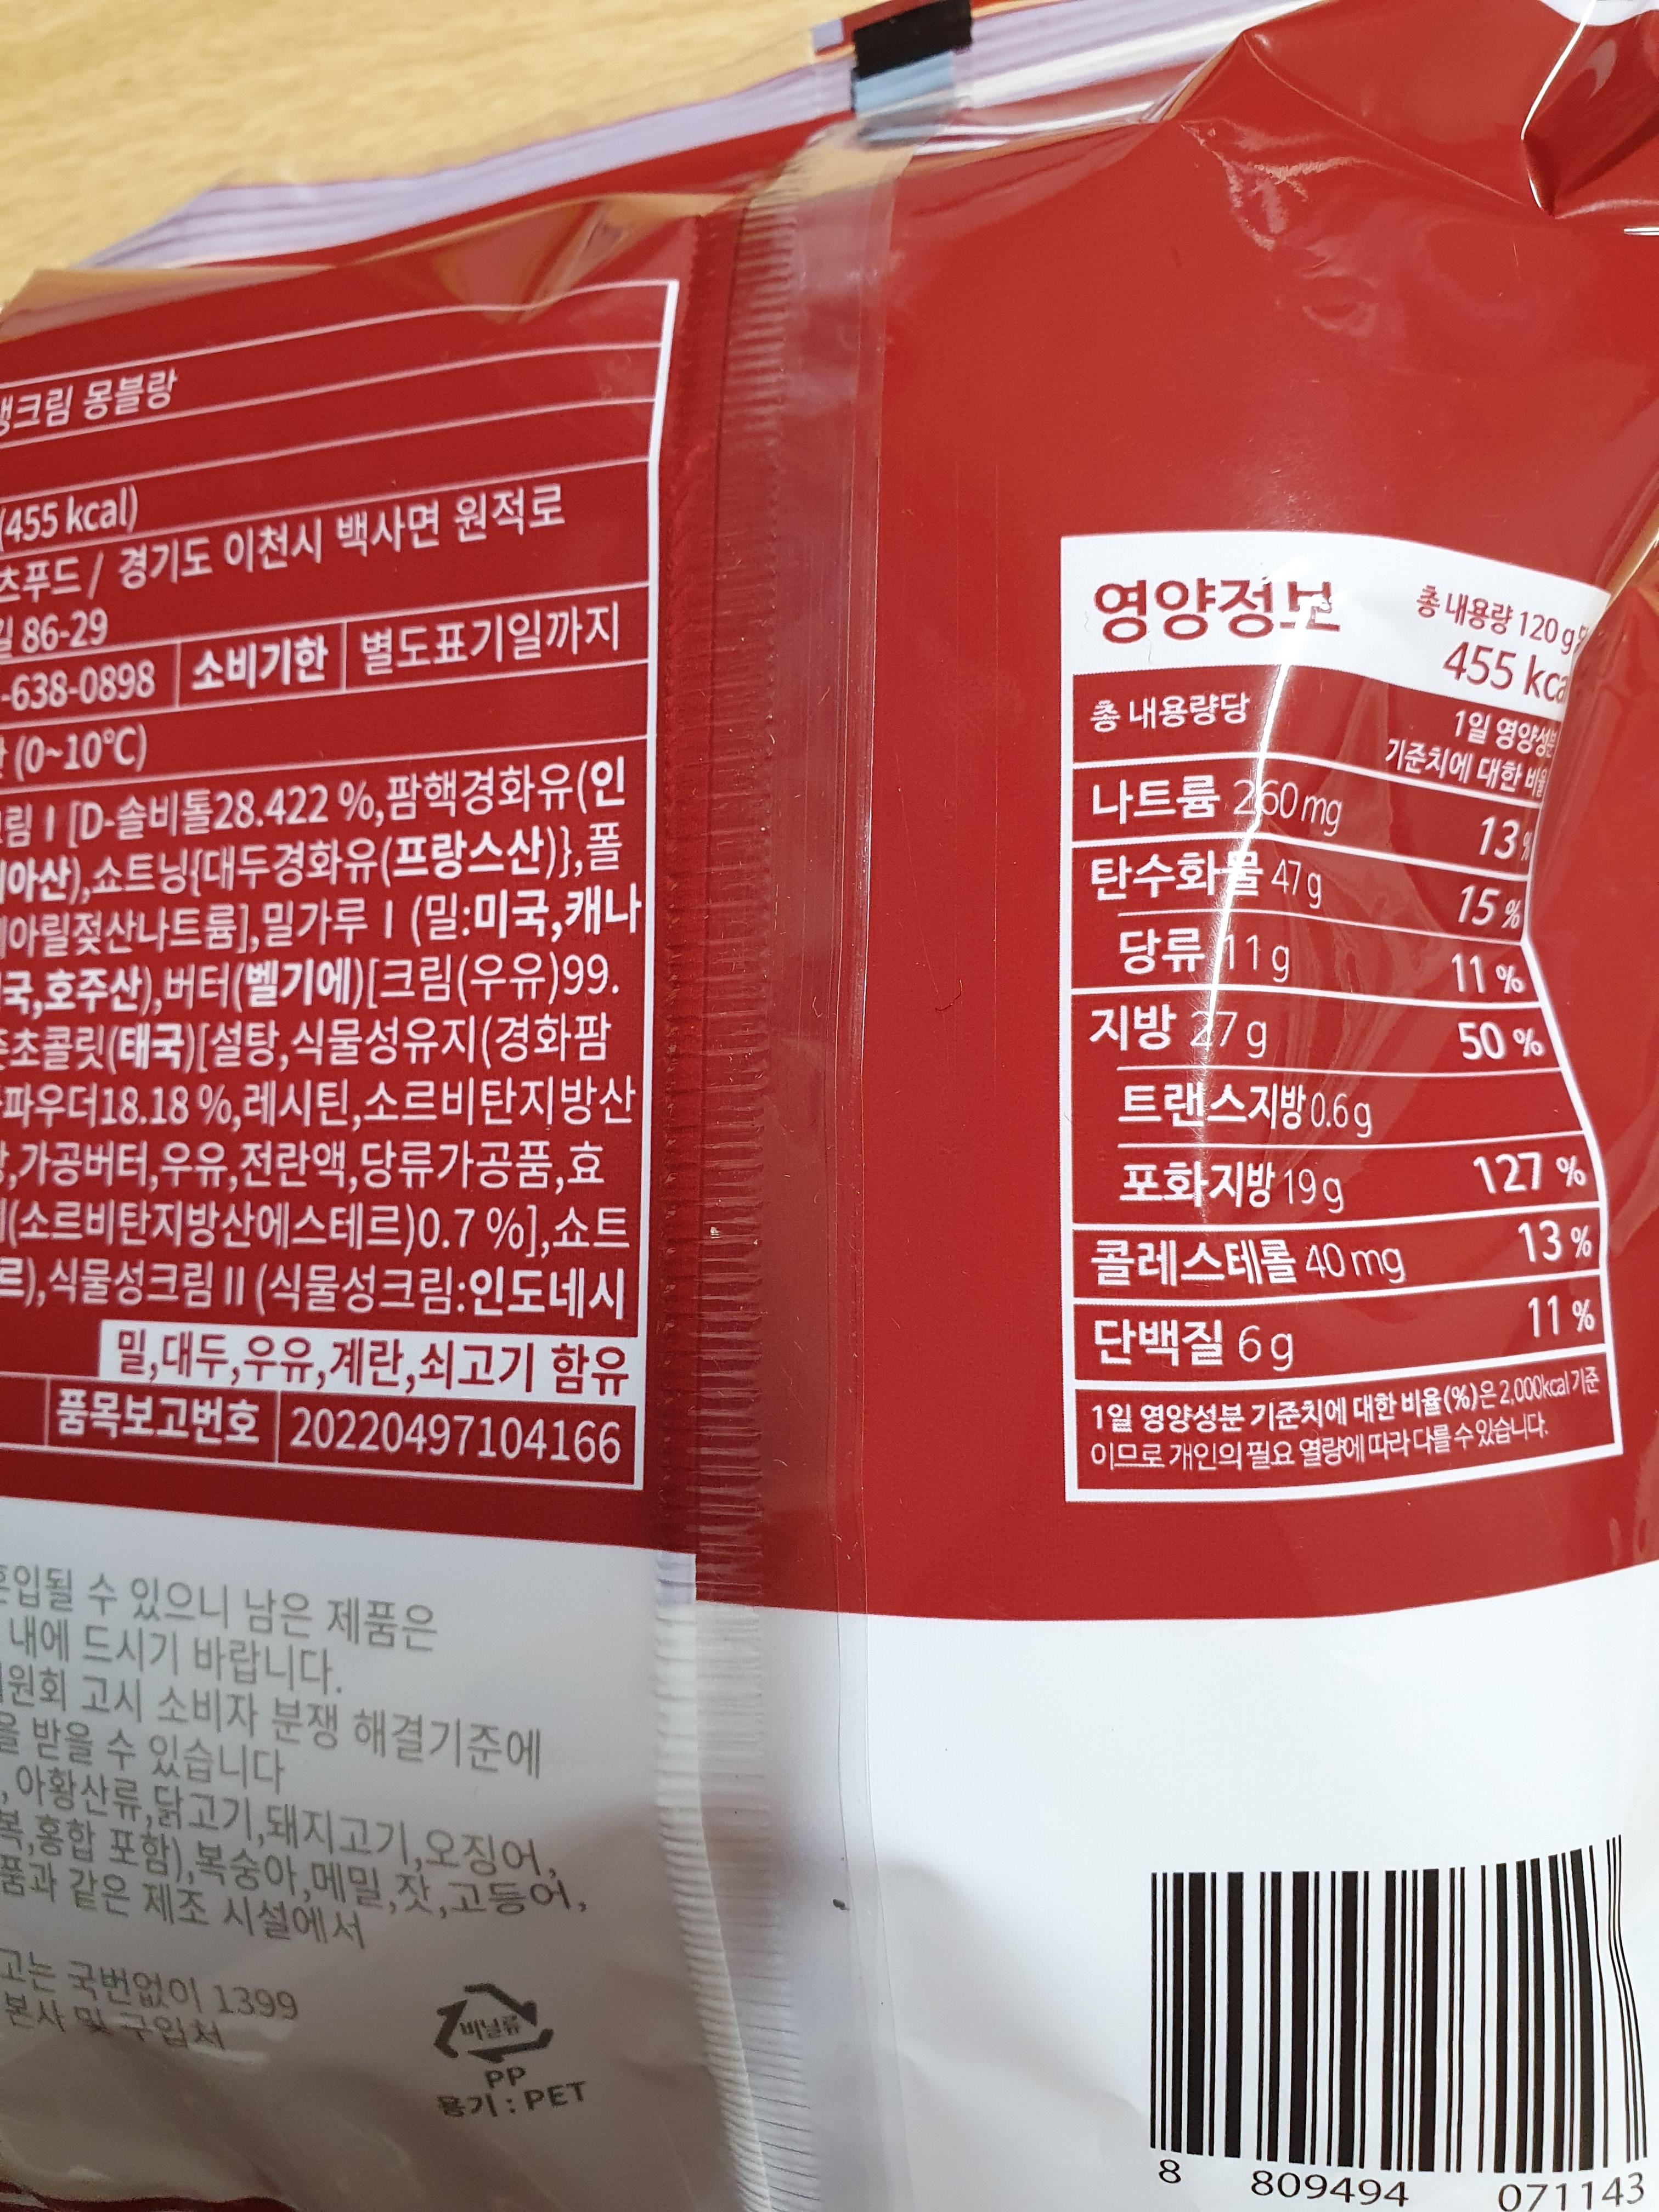 생크림 몽블랑
(455 kcal)
츠푸드 / 경기도 이천시 백사면 원적로
길 86-29
-638-0898 소비기한 별도표기일까지
(0~10℃)
크림 I [D-솔비톨28.422 %,팜핵경화유(인
아산),쇼트닝{대두경화유(프랑스산)},폴
아릴젖산나트륨],밀가루 I (밀:미국,캐나
국,호주산),버터(벨기에)[크림(우유)99.
초콜릿(태국)[설탕,식물성유지(경화팜
파우더18.18 %,레시틴,소르비탄지방산
,가공버터,우유,전란액,당류가공품,효
(소르비탄지방산에스테르)0.7 %],쇼트
르),식물성크림 II (식물성크림:인도네시
밀,대두,우유,계란,쇠고기 함유
품목보고번호 20220497104166
혼입될 수 있으니 남은 제품은
내에 드시기 바랍니다.
위원회 고시 소비자 분쟁 해결기준에
을 받을 수 있습니다
, 아황산류,닭고기,돼지고기,오징어,
복,홍합 포함),복숭아,메밀,잣,고등어,
품과 같은 제조 시설에서
고는 국번없이 1399
본사 및 구입처
비닐류
PP
용기 : PET
영양정보
총 내용량 120 g
455 kca
총 내용량당
1일 영양성분
기준치에 대한 비율
나트륨 260 mg 13 %
탄수화물 47 g 15 %
당류 11 g 11 %
지방 27 g 50 %
트랜스지방 0.6 g
포화지방 19 g 127 %
콜레스테롤 40 mg 13 %
단백질 6 g 11 %
1일 영양성분 기준치에 대한 비율(%)은 2,000kcal 기준
이므로 개인의 필요 열량에 따라 다를 수 있습니다.
8 809494 071143